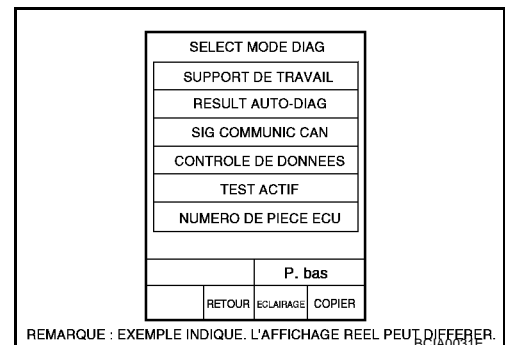 SELECT MODE DIAG
SUPPORT DE TRAVAIL
RESULT AUTO-DIAG
SIG COMMUNIC CAN
CONTROLE DE DONNEES
TEST ACTIF
NUMERO DE PIECE ECU
P. bas
RETOUR ECLAIRAGE COPIER
REMARQUE : EXEMPLE INDIQUE. L'AFFICHAGE REEL PEUT DIFFERER.
BCIA0031E